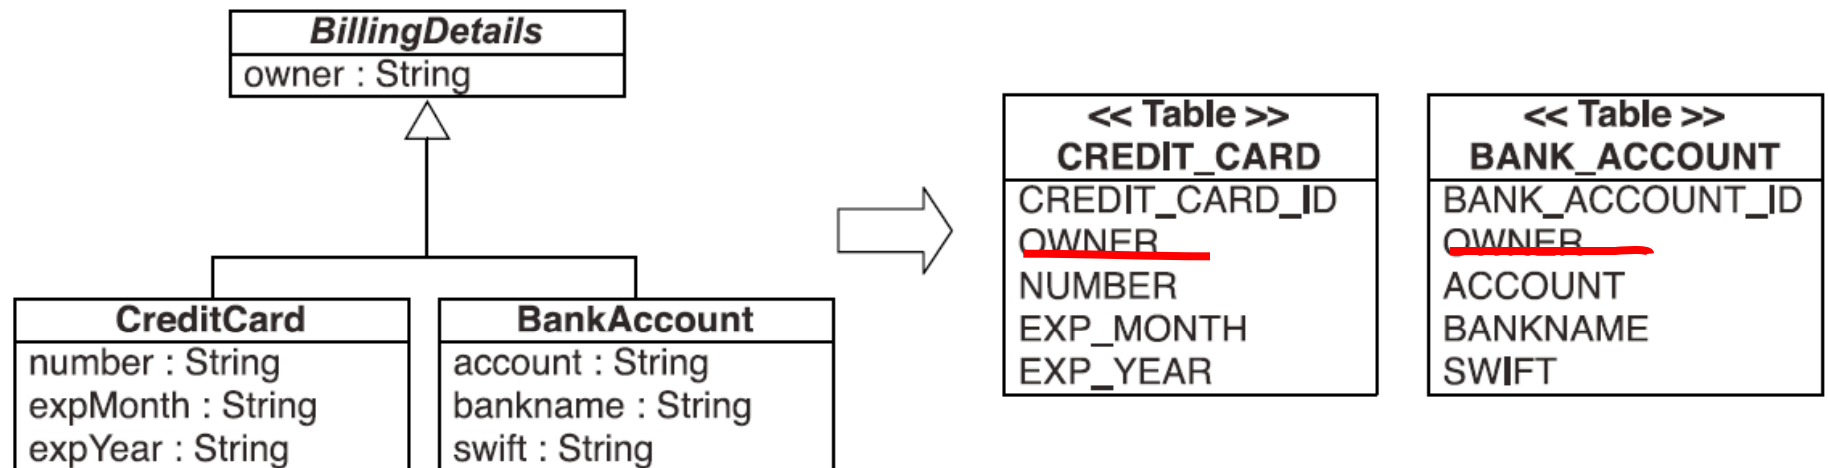 BillingDetails
owner : String
CreditCard
number : String
expMonth : String
expYear : String
BankAccount
account : String
bankname : String
swift : String
<< Table >>
CREDIT_CARD
CREDIT_CARD_ID
OWNER
NUMBER
EXP_MONTH
EXP_YEAR
<< Table >>
BANK_ACCOUNT
BANK_ACCOUNT_ID
OWNER
ACCOUNT
BANKNAME
SWIFT